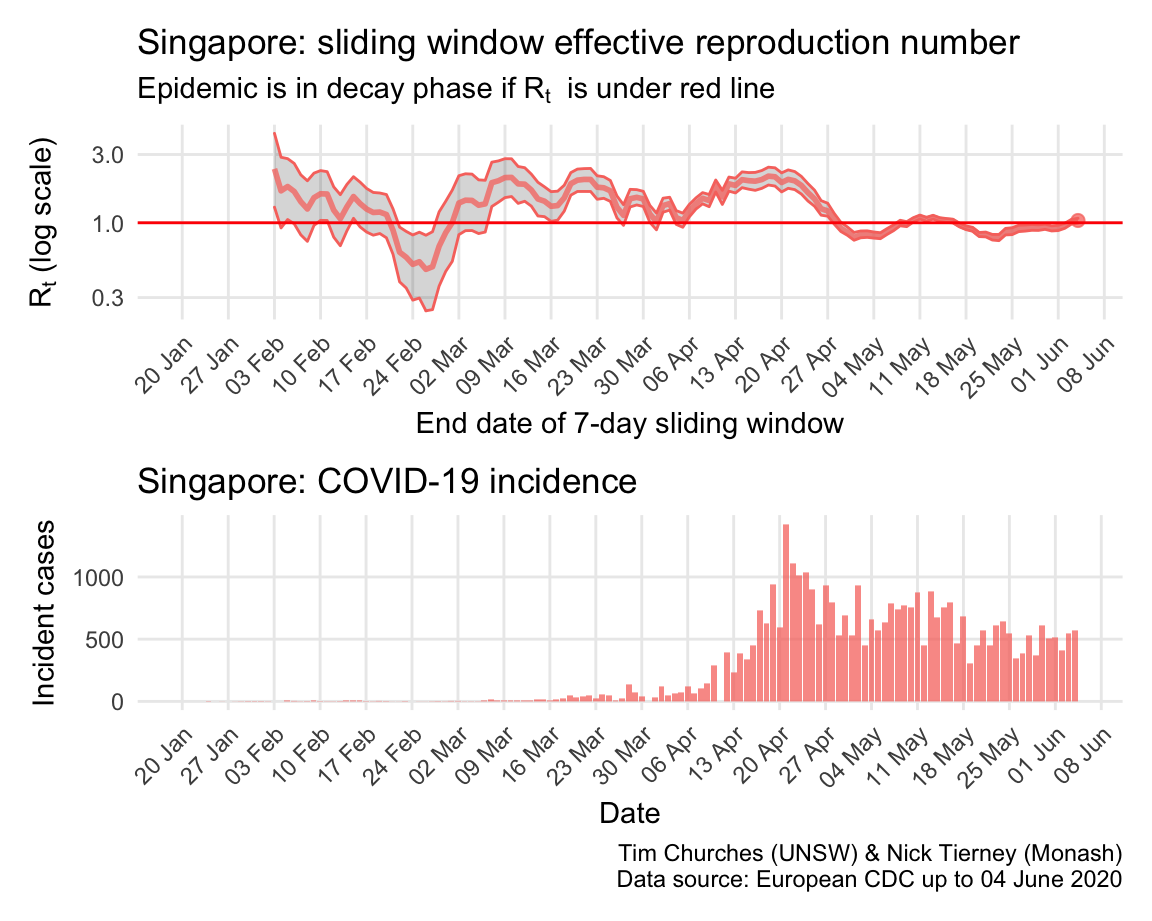 Singapore: sliding window effective reproduction number
Epidemic is in decay phase if Rt is under red line
Rt (log scale)
3.0
1.0
0.3
20 Jan
27 Jan
03 Feb
10 Feb
17 Feb
24 Feb
02 Mar
09 Mar
16 Mar
23 Mar
30 Mar
06 Apr
13 Apr
20 Apr
27 Apr
04 May
11 May
18 May
25 May
01 Jun
08 Jun
End date of 7-day sliding window
Singapore: COVID-19 incidence
Incident cases
1000
500
0
20 Jan
27 Jan
03 Feb
10 Feb
17 Feb
24 Feb
02 Mar
09 Mar
16 Mar
23 Mar
30 Mar
06 Apr
13 Apr
20 Apr
27 Apr
04 May
11 May
18 May
25 May
01 Jun
08 Jun
Date
Tim Churches (UNSW) & Nick Tierney (Monash)
Data source: European CDC up to 04 June 2020